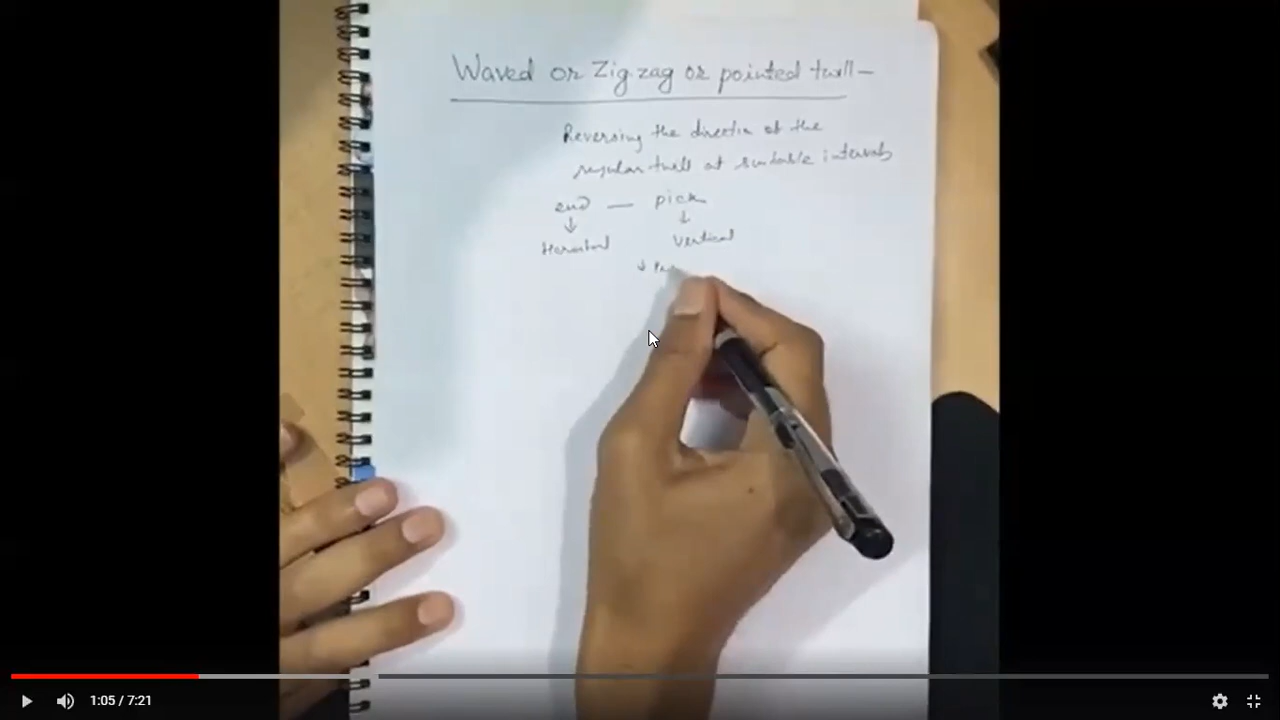 Waved or Zig-zag or pointed twill-
Reversing the direction of the
regular twill at suitable intervals
end — pick
↓ ↓
Horizontal Vertical
↓
1:05 / 7:21